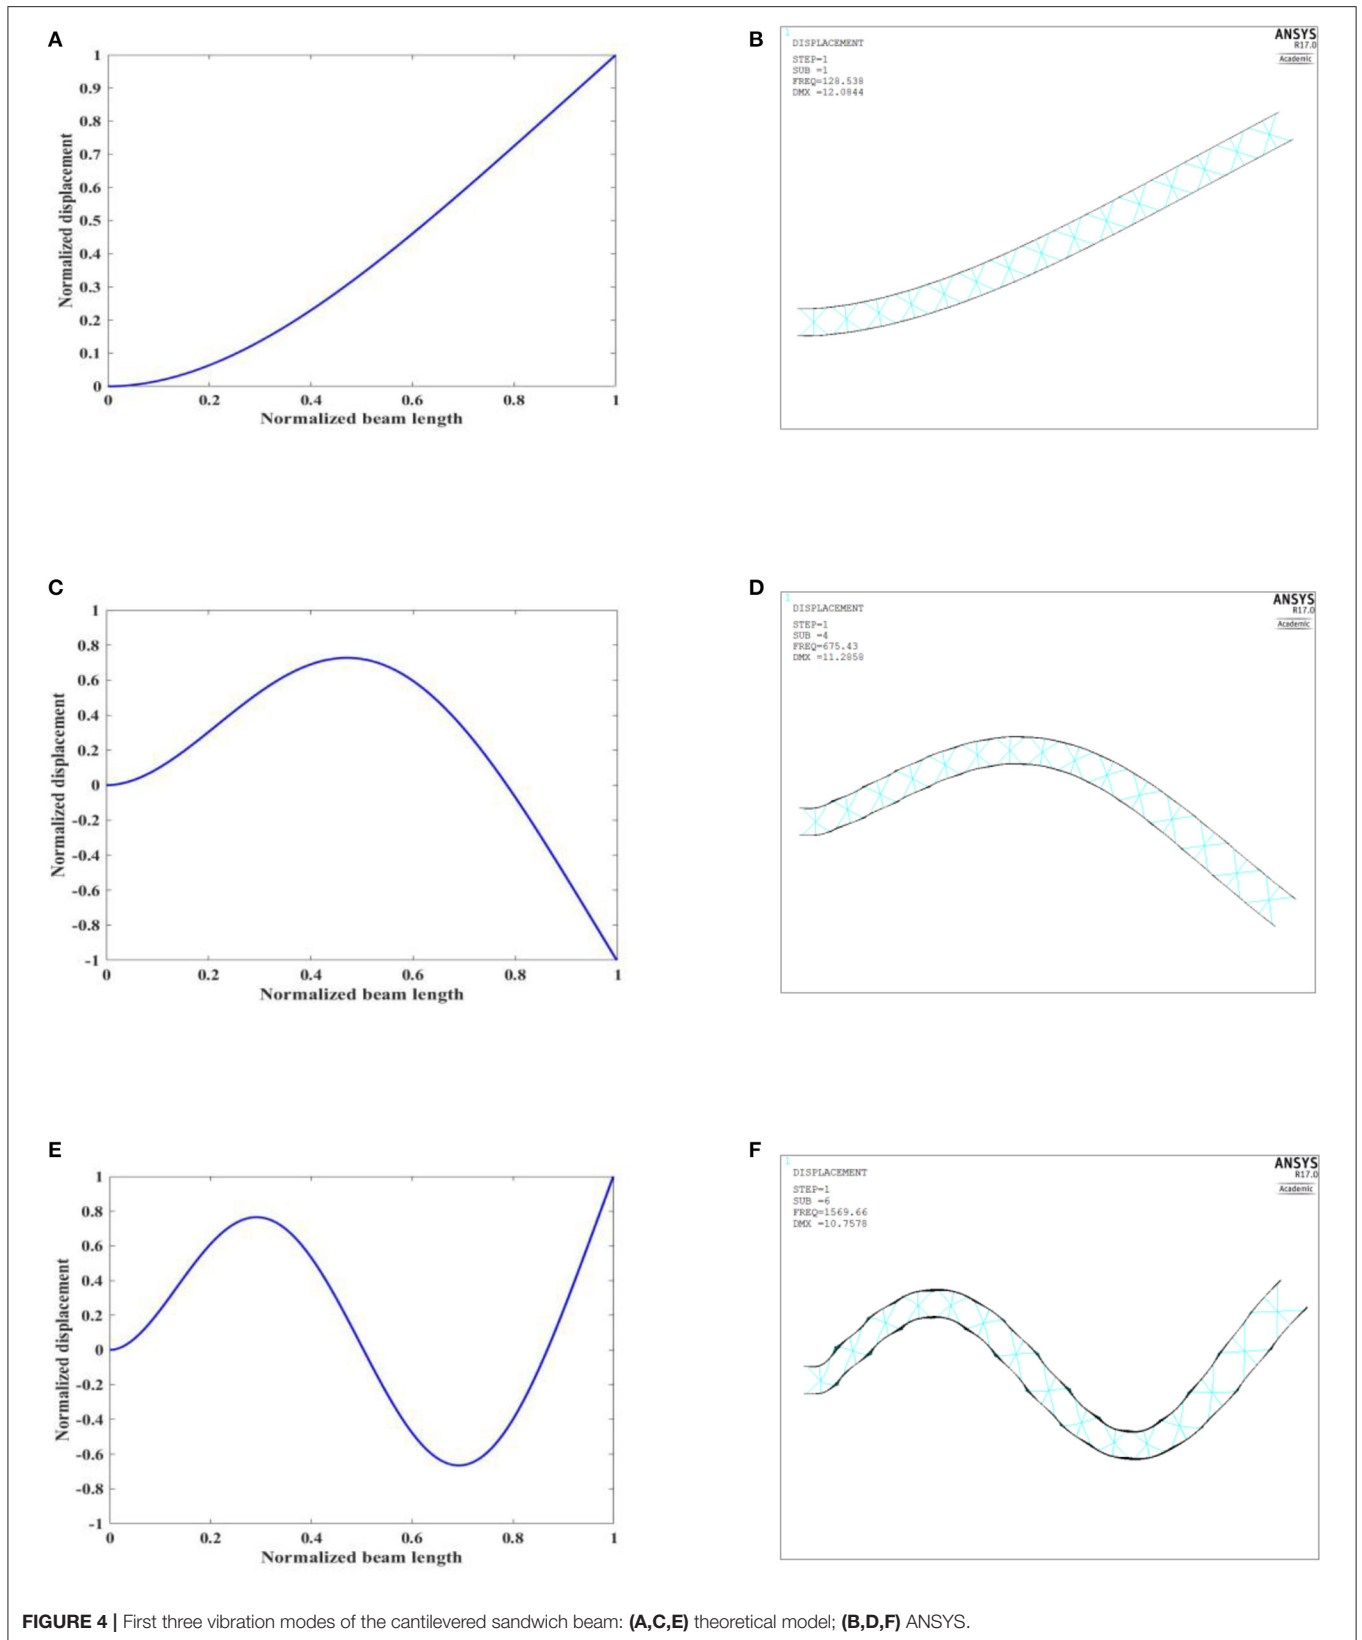 A
Normalized displacement
1
0.9
0.8
0.7
0.6
0.5
0.4
0.3
0.2
0.1
0
0 0.2 0.4 0.6 0.8 1
Normalized beam length
B
1
DISPLACEMENT
STEP=1
SUB =1
FREQ=128.538
DMX =12.0844
ANSYS
R17.0
Academic
C
Normalized displacement
1
0.8
0.6
0.4
0.2
0
-0.2
-0.4
-0.6
-0.8
-1
0 0.2 0.4 0.6 0.8 1
Normalized beam length
D
1
DISPLACEMENT
STEP=1
SUB =4
FREQ=675.43
DMX =11.2858
ANSYS
R17.0
Academic
E
Normalized displacement
1
0.8
0.6
0.4
0.2
0
-0.2
-0.4
-0.6
-0.8
-1
0 0.2 0.4 0.6 0.8 1
Normalized beam length
F
1
DISPLACEMENT
STEP=1
SUB =6
FREQ=1569.66
DMX =10.7578
ANSYS
R17.0
Academic
FIGURE 4 | First three vibration modes of the cantilevered sandwich beam: (A,C,E) theoretical model; (B,D,F) ANSYS.